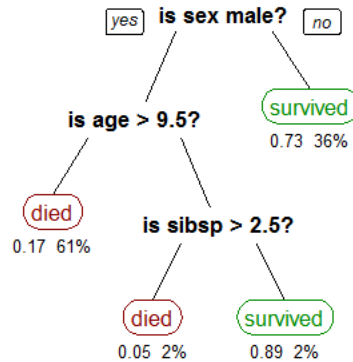 yes is sex male? no
survived
0.73 36%
is age > 9.5?
died
0.17 61%
is sibsp > 2.5?
died survived
0.05 2% 0.89 2%